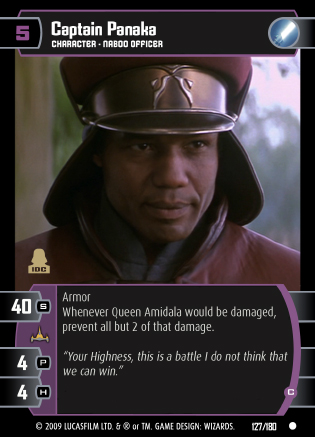 5
Captain Panaka
CHARACTER · NABOO OFFICER
IDC
40 S
Armor
Whenever Queen Amidala would be damaged,
prevent all but 2 of that damage.
4 P
"Your Highness, this is a battle I do not think that
we can win."
4 H
C
© 2009 LUCASFILM LTD. & ® or TM. GAME DESIGN: WIZARDS. 127/180